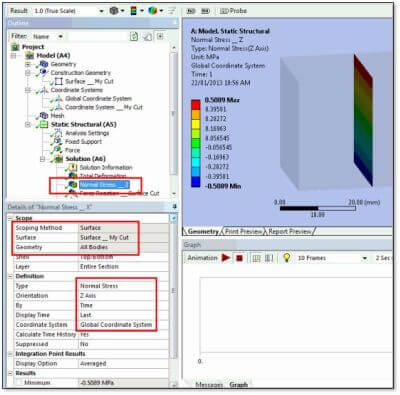 Result 1.0 (True Scale) Probe
Outline
Filter: Name
Project
Model (A4)
Geometry
Construction Geometry
Surface __ My Cut
Coordinate Systems
Global Coordinate System
Coordinate System __ My Cut
Mesh
Static Structural (A5)
Analysis Settings
Fixed Support
Force
Solution (A6)
Solution Information
Total Deformation
Normal Stress __ X
Force Reaction __ Surface Cut
Details of "Normal Stress __ X"
Scope
Scoping Method Surface
Surface Surface __ My Cut
Geometry All Bodies
Shell Top/Bottom
Layer Entire Section
Definition
Type Normal Stress
Orientation Z Axis
By Time
Display Time Last
Coordinate System Global Coordinate System
Calculate Time History Yes
Suppressed No
Integration Point Results
Display Option Averaged
Results
Minimum -0.5089 MPa
A: Model, Static Structural
Normal Stress __ Z
Type: Normal Stress(Z Axis)
Unit: MPa
Global Coordinate System
Time: 1
22/01/2013 10:56 AM
0.5089 Max
0.39581
0.28272
0.16963
-0.16963
-0.28272
-0.39581
-0.5089 Min
0.00
10.00
20.00
Geometry Print Preview Report Preview
Graph
Animation 10 Frames 2 Sec
0.
Messages Graph